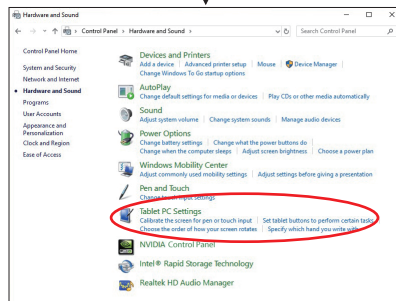 Hardware and Sound
Control Panel > Hardware and Sound >
Search Control Panel
Control Panel Home
System and Security
Network and Internet
Hardware and Sound
Programs
User Accounts
Appearance and
Personalization
Clock and Region
Ease of Access
Devices and Printers
Add a device | Advanced printer setup | Mouse | Device Manager |
Change Windows To Go startup options
AutoPlay
Change default settings for media or devices | Play CDs or other media automatically
Sound
Adjust system volume | Change system sounds | Manage audio devices
Power Options
Change battery settings | Change what the power buttons do |
Change when the computer sleeps | Adjust screen brightness | Choose a power plan
Windows Mobility Center
Adjust commonly used mobility settings | Adjust settings before giving a presentation
Pen and Touch
Change touch input settings
Tablet PC Settings
Calibrate the screen for pen or touch input | Set tablet buttons to perform certain tasks
Choose the order of how your screen rotates | Specify which hand you write with
NVIDIA Control Panel
Intel® Rapid Storage Technology
Realtek HD Audio Manager